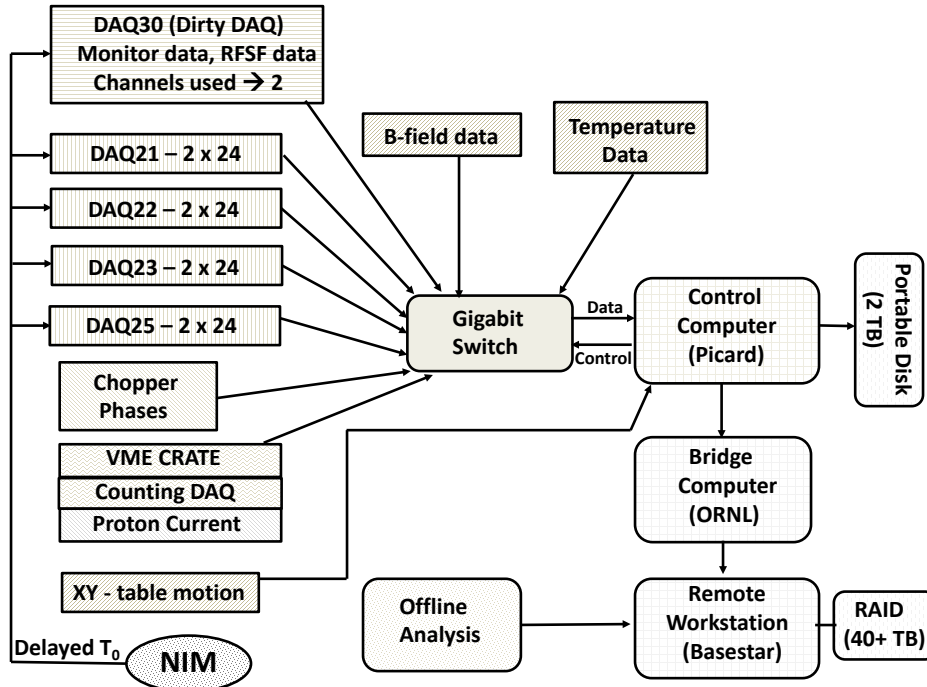 DAQ30 (Dirty DAQ)
Monitor data, RFSF data
Channels used → 2
B-field data
Temperature
Data
DAQ21 – 2 x 24
DAQ22 – 2 x 24
DAQ23 – 2 x 24
DAQ25 – 2 x 24
Gigabit
Switch
Data
Control
Control
Computer
(Picard)
Portable Disk
(2 TB)
Chopper
Phases
VME CRATE
Counting DAQ
Proton Current
Bridge
Computer
(ORNL)
XY - table motion
Offline
Analysis
Remote
Workstation
(Basestar)
RAID
(40+ TB)
Delayed T₀
NIM